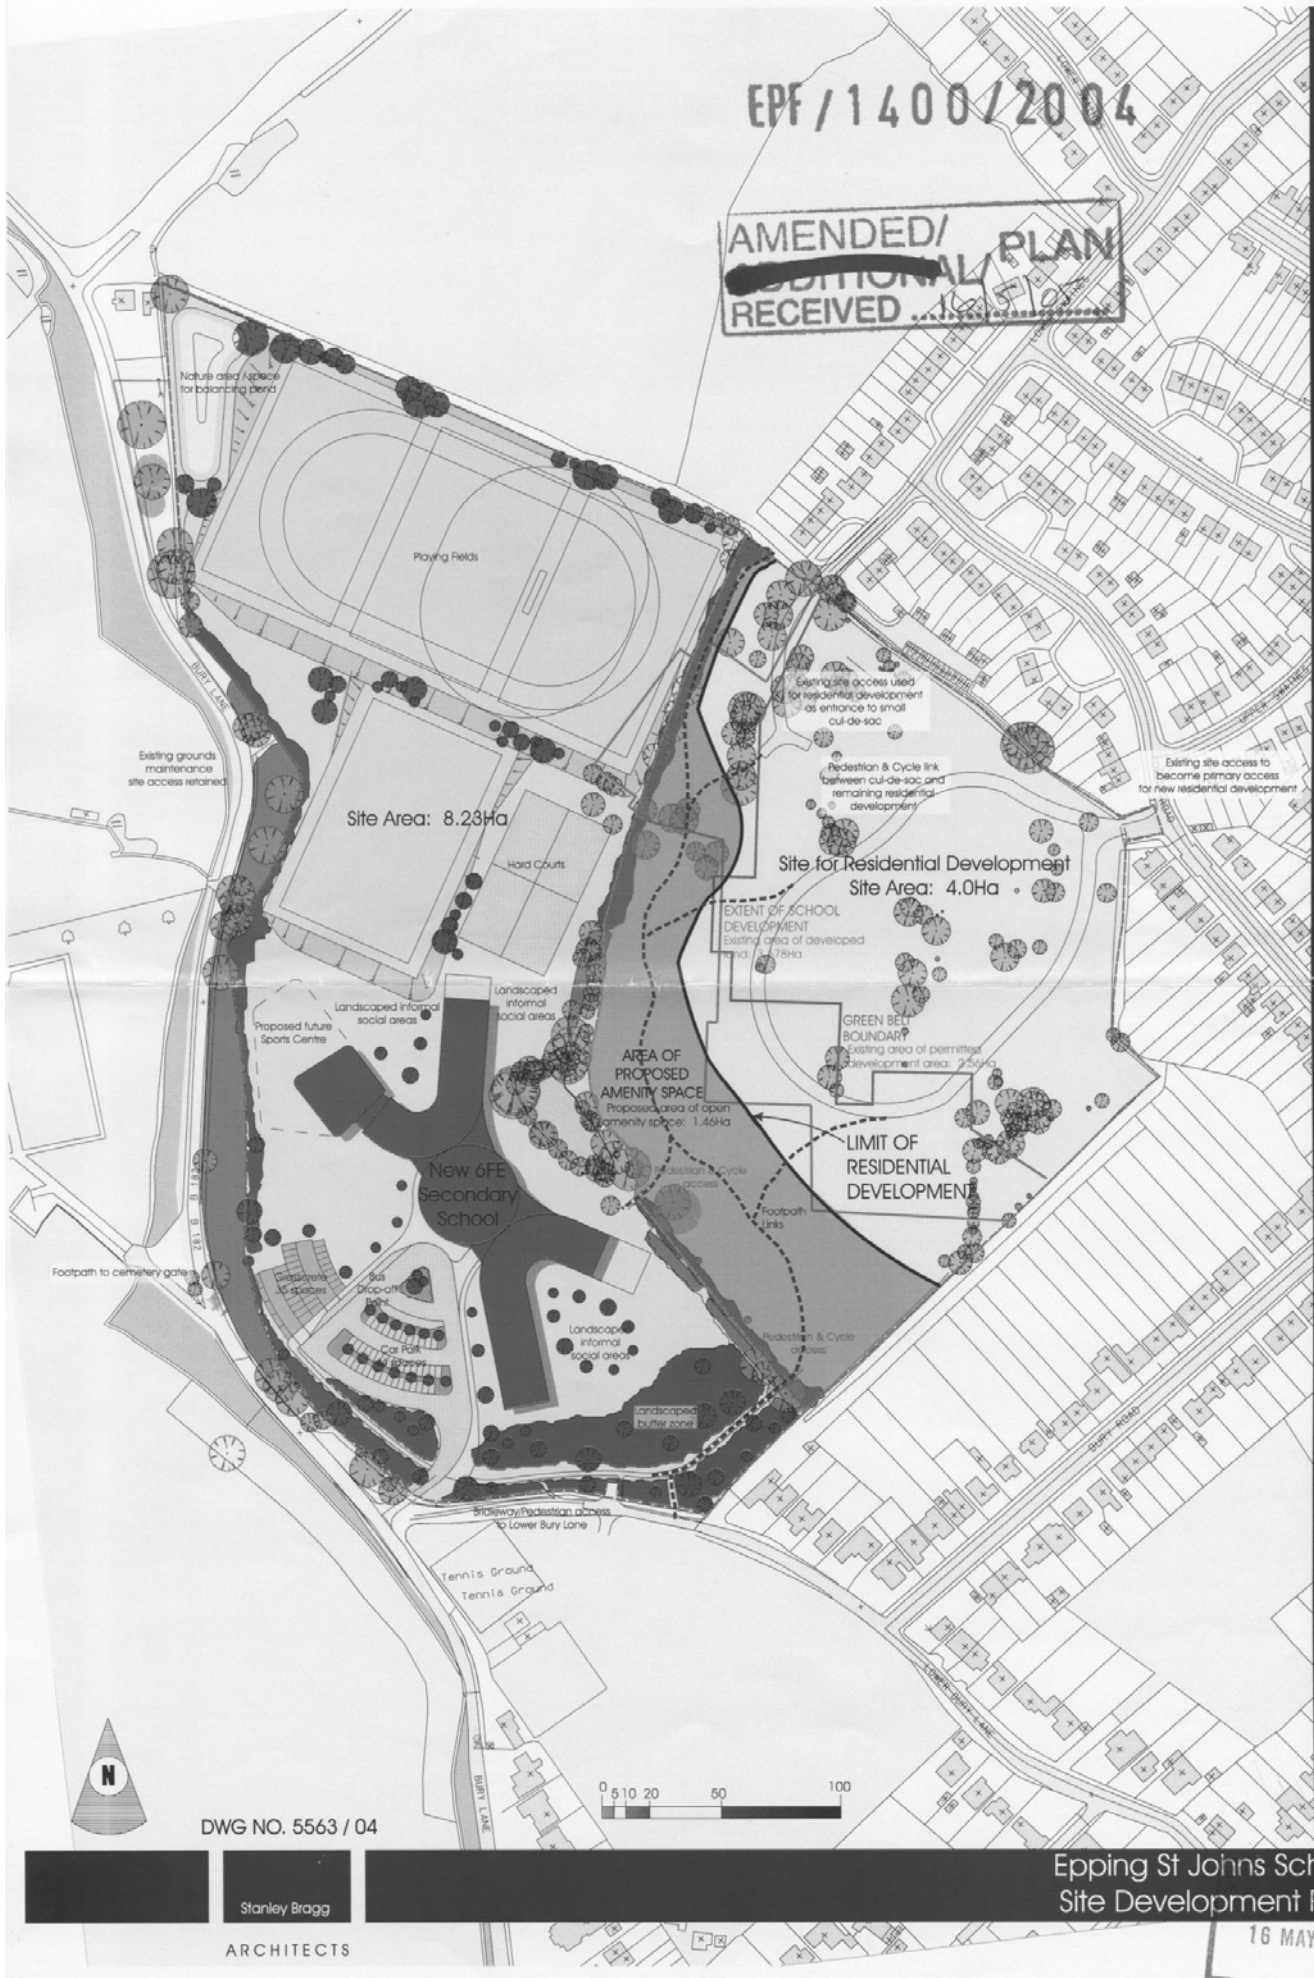 EPF/1400/2004
AMENDED/
PLAN
RECEIVED
Nature area / space
for balancing pond
Playing Fields
BURY LANE
Existing site access used
for residential development
as entrance to small
cul-de-sac
Existing grounds
maintenance
site access retained
Pedestrian & Cycle link
between cul-de-sac and
remaining residential
development
Existing site access to
become primary access
for new residential development
ROAD
Site Area: 8.23Ha
Hard Courts
Site for Residential Development
Site Area: 4.0Ha
EXTENT OF SCHOOL
DEVELOPMENT
Existing area of developed
Landscaped informal
social areas
Landscaped
informal
social areas
Proposed future
Sports Centre
GREEN BELT
BOUNDARY
Existing area of permitted
development area: 2.56Ha
AREA OF
PROPOSED
AMENITY SPACE
Proposed area of open
amenity space: 1.46Ha
LIMIT OF
RESIDENTIAL
DEVELOPMENT
New 6FE
Secondary
School
Pedestrian & Cycle
access
Footpath
Links
B 182
Footpath to cemetery gate
Grasscrete
35 spaces
Bus
Drop-off
Point
Car Park
Landscaped
informal
social areas
Pedestrian & Cycle
access
Landscaped
buffer zone
BURY ROAD
Bridleway/Pedestrian access
to Lower Bury Lane
Tennis Ground
Tennis Ground
LOWER BURY LANE
BURY LANE
N
0 5 10 20 50 100
DWG NO. 5563 / 04
Stanley Bragg
ARCHITECTS
Epping St Johns Sch
Site Development
16 MAY